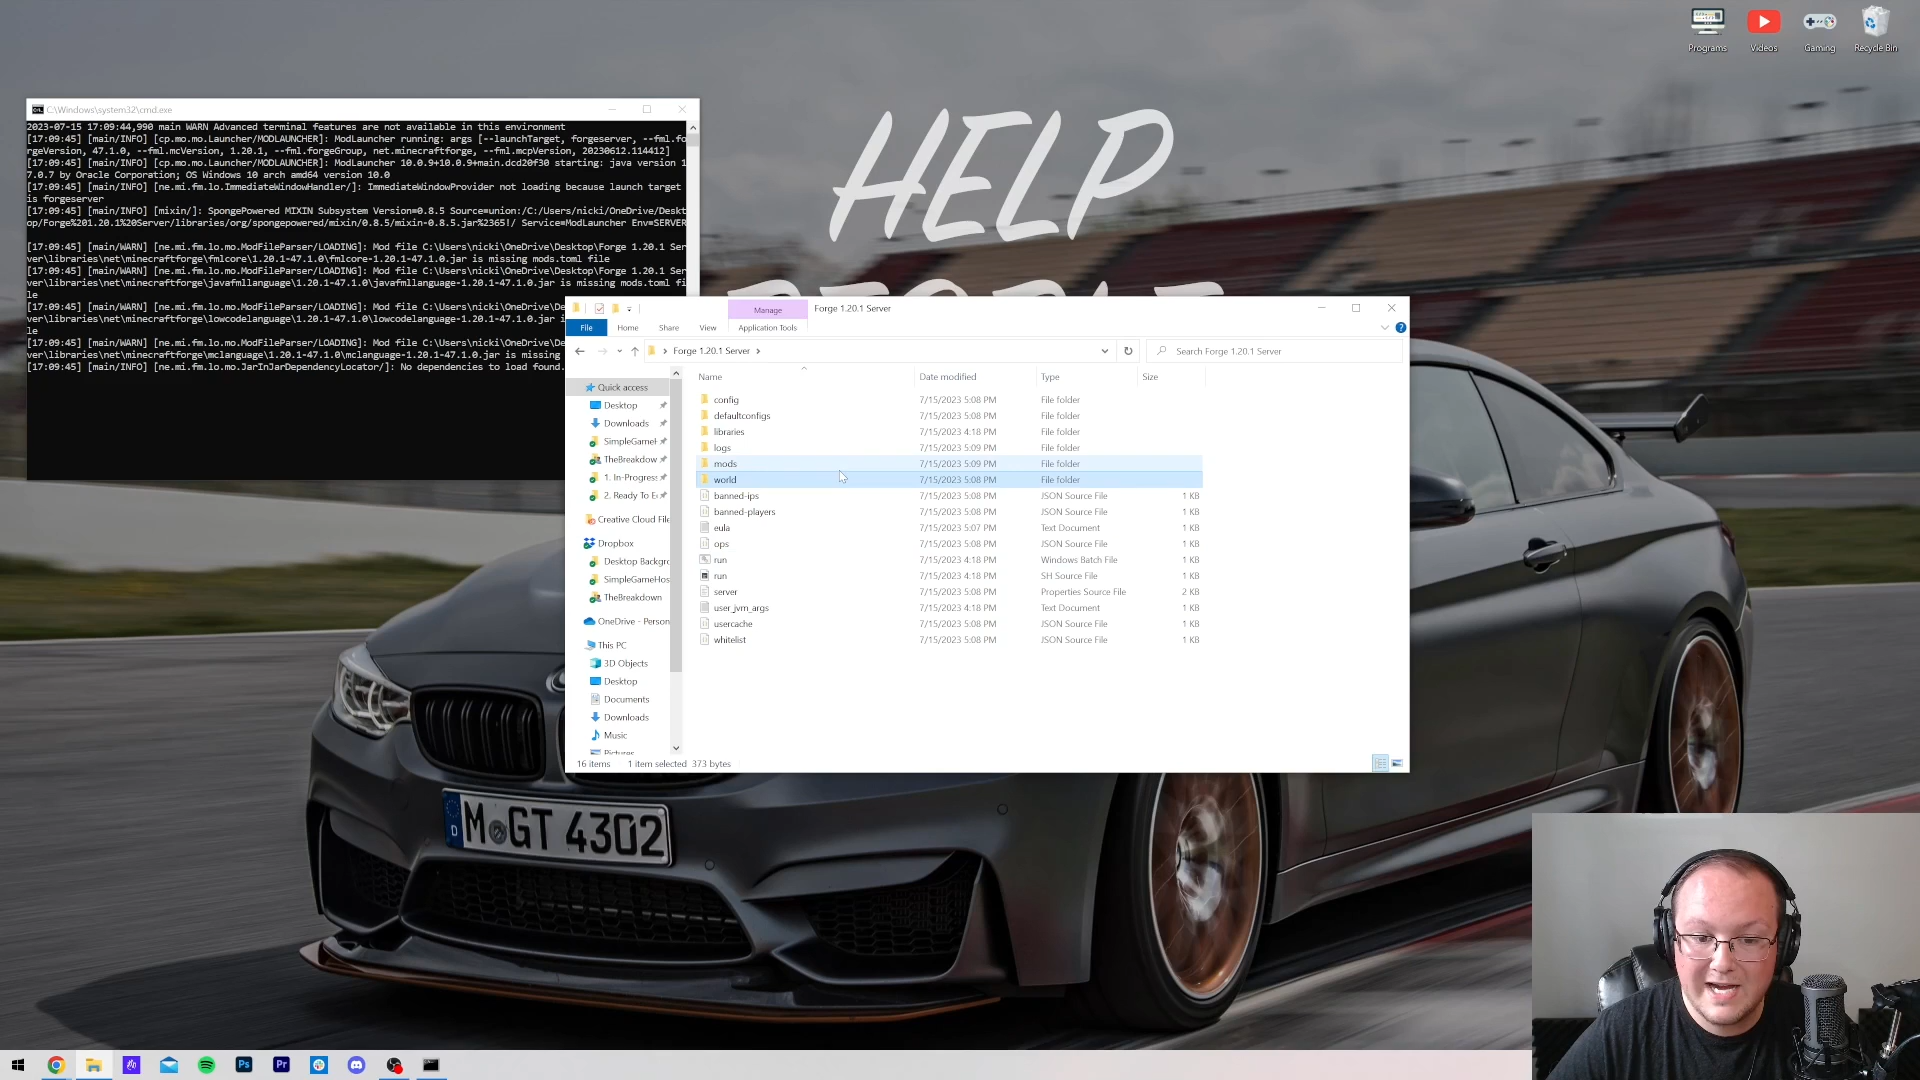 Programs
Videos
Gaming
Recycle Bin
HELP
C:\Windows\system32\cmd.exe
2023-07-15 17:09:44,990 main WARN Advanced terminal features are not available in this environment
[17:09:45] [main/INFO] [cp.mo.mo.Launcher/MODLAUNCHER]: ModLauncher running: args [--launchTarget, forgeserver, --fml.fo
rgeVersion, 47.1.0, --fml.mcVersion, 1.20.1, --fml.forgeGroup, net.minecraftforge, --fml.mcpVersion, 20230612.114412]
[17:09:45] [main/INFO] [cp.mo.mo.Launcher/MODLAUNCHER]: ModLauncher 10.0.9+10.0.9+main.dcd20f30 starting: java version 1
7.0.7 by Oracle Corporation; OS Windows 10 arch amd64 version 10.0
[17:09:45] [main/INFO] [ne.mi.fm.lo.ImmediateWindowHandler/]: ImmediateWindowProvider not loading because launch target
is forgeserver
[17:09:45] [main/INFO] [mixin/]: SpongePowered MIXIN Subsystem Version=0.8.5 Source=union:/C:/Users/nicki/OneDrive/Deskt
op/Forge%201.20.1%20Server/libraries/org/spongepowered/mixin/0.8.5/mixin-0.8.5.jar%2365!/ Service=ModLauncher Env=SERVER
[17:09:45] [main/WARN] [ne.mi.fm.lo.mo.ModFileParser/LOADING]: Mod file C:\Users\nicki\OneDrive\Desktop\Forge 1.20.1 Ser
ver\libraries\net\minecraftforge\fmlcore\1.20.1-47.1.0\fmlcore-1.20.1-47.1.0.jar is missing mods.toml file
[17:09:45] [main/WARN] [ne.mi.fm.lo.mo.ModFileParser/LOADING]: Mod file C:\Users\nicki\OneDrive\Desktop\Forge 1.20.1 Ser
ver\libraries\net\minecraftforge\javafmllanguage\1.20.1-47.1.0\javafmllanguage-1.20.1-47.1.0.jar is missing mods.toml fi
le
[17:09:45] [main/WARN] [ne.mi.fm.lo.mo.ModFileParser/LOADING]: Mod file C:\Users\nicki\OneDrive\De
ver\libraries\net\minecraftforge\lowcodelanguage\1.20.1-47.1.0\lowcodelanguage-1.20.1-47.1.0.jar i
le
[17:09:45] [main/WARN] [ne.mi.fm.lo.mo.ModFileParser/LOADING]: Mod file C:\Users\nicki\OneDrive\De
ver\libraries\net\minecraftforge\mclanguage\1.20.1-47.1.0\mclanguage-1.20.1-47.1.0.jar is missing
[17:09:45] [main/INFO] [ne.mi.fm.lo.mo.JarInJarDependencyLocator/]: No dependencies to load found.
Manage
Forge 1.20.1 Server
File
Home
Share
View
Application Tools
Forge 1.20.1 Server
Search Forge 1.20.1 Server
Name
Date modified
Type
Size
Quick access
Desktop
Downloads
SimpleGameH
TheBreakdow
1. In-Progress
2. Ready To E
Creative Cloud File
Dropbox
Desktop Backgro
SimpleGameHos
TheBreakdown
OneDrive - Person
This PC
3D Objects
Desktop
Documents
Downloads
Music
Pictures
config 7/15/2023 5:08 PM File folder
defaultconfigs 7/15/2023 5:08 PM File folder
libraries 7/15/2023 4:18 PM File folder
logs 7/15/2023 5:09 PM File folder
mods 7/15/2023 5:09 PM File folder
world 7/15/2023 5:08 PM File folder
banned-ips 7/15/2023 5:08 PM JSON Source File 1 KB
banned-players 7/15/2023 5:08 PM JSON Source File 1 KB
eula 7/15/2023 5:07 PM Text Document 1 KB
ops 7/15/2023 5:08 PM JSON Source File 1 KB
run 7/15/2023 4:18 PM Windows Batch File 1 KB
run 7/15/2023 4:18 PM SH Source File 1 KB
server 7/15/2023 5:08 PM Properties Source File 2 KB
user_jvm_args 7/15/2023 4:18 PM Text Document 1 KB
usercache 7/15/2023 5:08 PM JSON Source File 1 KB
whitelist 7/15/2023 5:08 PM JSON Source File 1 KB
16 items
1 item selected 373 bytes
D
M GT 4302
Ps
Pr